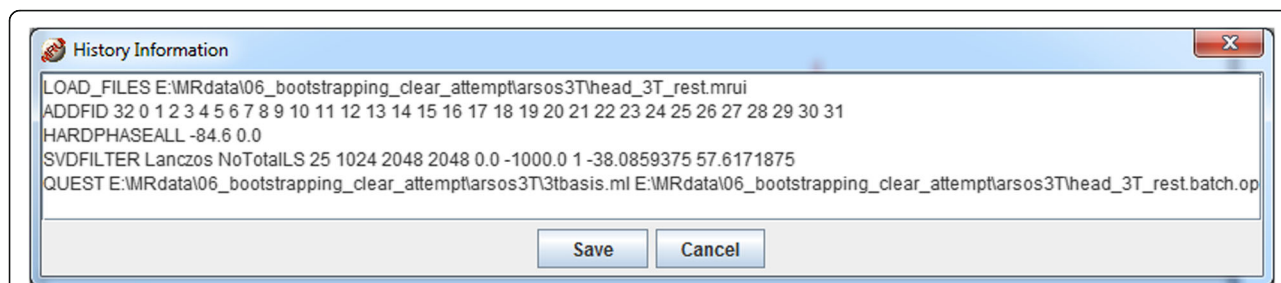 History Information
LOAD_FILES E:\MRdata\06_bootstrapping_clear_attempt\arsos3T\head_3T_rest.mrui
ADDFID 32 0 1 2 3 4 5 6 7 8 9 10 11 12 13 14 15 16 17 18 19 20 21 22 23 24 25 26 27 28 29 30 31
HARDPHASEALL -84.6 0.0
SVDFILTER Lanczos NoTotalLS 25 1024 2048 2048 0.0 -1000.0 1 -38.0859375 57.6171875
QUEST E:\MRdata\06_bootstrapping_clear_attempt\arsos3T\3tbasis.ml E:\MRdata\06_bootstrapping_clear_attempt\arsos3T\head_3T_rest.batch.op
Save Cancel